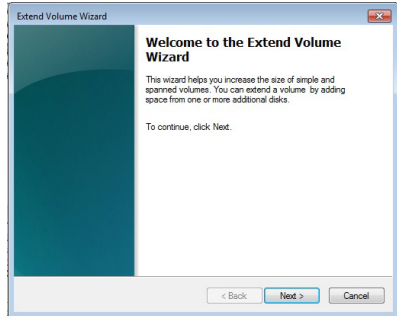 Extend Volume Wizard
Welcome to the Extend Volume
Wizard
This wizard helps you increase the size of simple and
spanned volumes. You can extend a volume by adding
space from one or more additional disks.
To continue, click Next.
< Back Next > Cancel